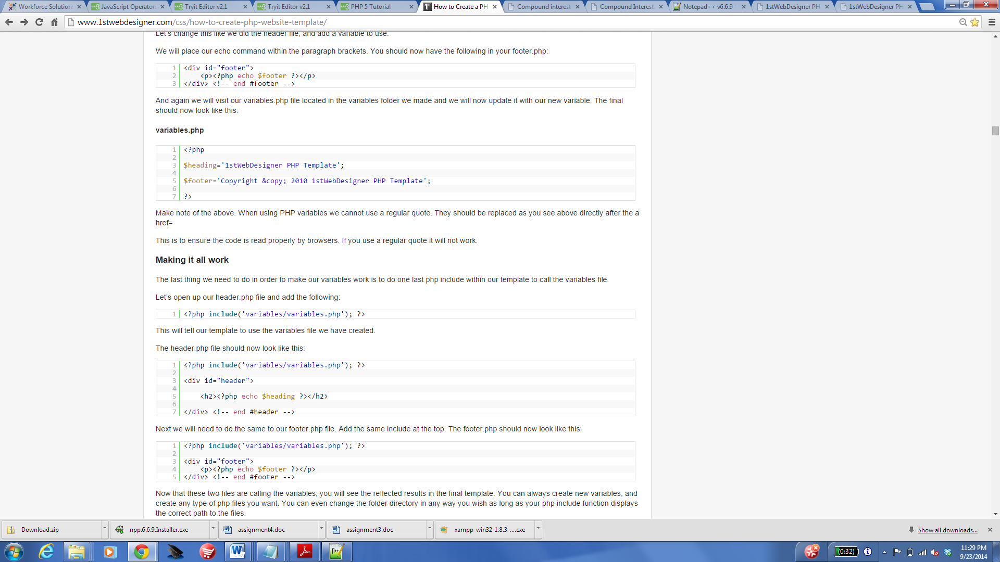 Workforce Solution
JavaScript Operator
Tryit Editor v2.1
Tryit Editor v2.1
PHP 5 Tutorial
How to Create a PH
Compound interest
Compound Interest
Notepad++ v6.6.9 -
1stWebDesigner PH
1stWebDesigner PH
www.1stwebdesigner.com/css/how-to-create-php-website-template/
Let's change this like we did the header file, and add a variable to use.
We will place our echo command within the paragraph brackets. You should now have the following in your footer.php:
1 <div id="footer">
2 <p><?php echo $footer ?></p>
3 </div> <!-- end #footer -->
And again we will visit our variables.php file located in the variables folder we made and we will now update it with our new variable. The final
should now look like this:
variables.php
1 <?php
2
3 $heading='1stWebDesigner PHP Template';
4
5 $footer='Copyright &copy; 2010 1stWebDesigner PHP Template';
6
7 ?>
Make note of the above. When using PHP variables we cannot use a regular quote. They should be replaced as you see above directly after the a
href=
This is to ensure the code is read properly by browsers. If you use a regular quote it will not work.
Making it all work
The last thing we need to do in order to make our variables work is to do one last php include within our template to call the variables file.
Let's open up our header.php file and add the following:
1 <?php include('variables/variables.php'); ?>
This will tell our template to use the variables file we have created.
The header.php file should now look like this:
1 <?php include('variables/variables.php'); ?>
2
3 <div id="header">
4
5 <h2><?php echo $heading ?></h2>
6
7 </div> <!-- end #header -->
Next we will need to do the same to our footer.php file. Add the same include at the top. The footer.php should now look like this:
1 <?php include('variables/variables.php'); ?>
2
3 <div id="footer">
4 <p><?php echo $footer ?></p>
5 </div> <!-- end #footer -->
Now that these two files are calling the variables, you will see the reflected results in the final template. You can always create new variables, and
create any type of php files you want. You can even change the folder directory in any way you wish as long as your php include function displays
the correct path to the files.
Download.zip
npp.6.6.9.Installer.exe
assignment4.doc
assignment3.doc
xampp-win32-1.8.3-....exe
Show all downloads...
(0:32)
11:29 PM
9/23/2014